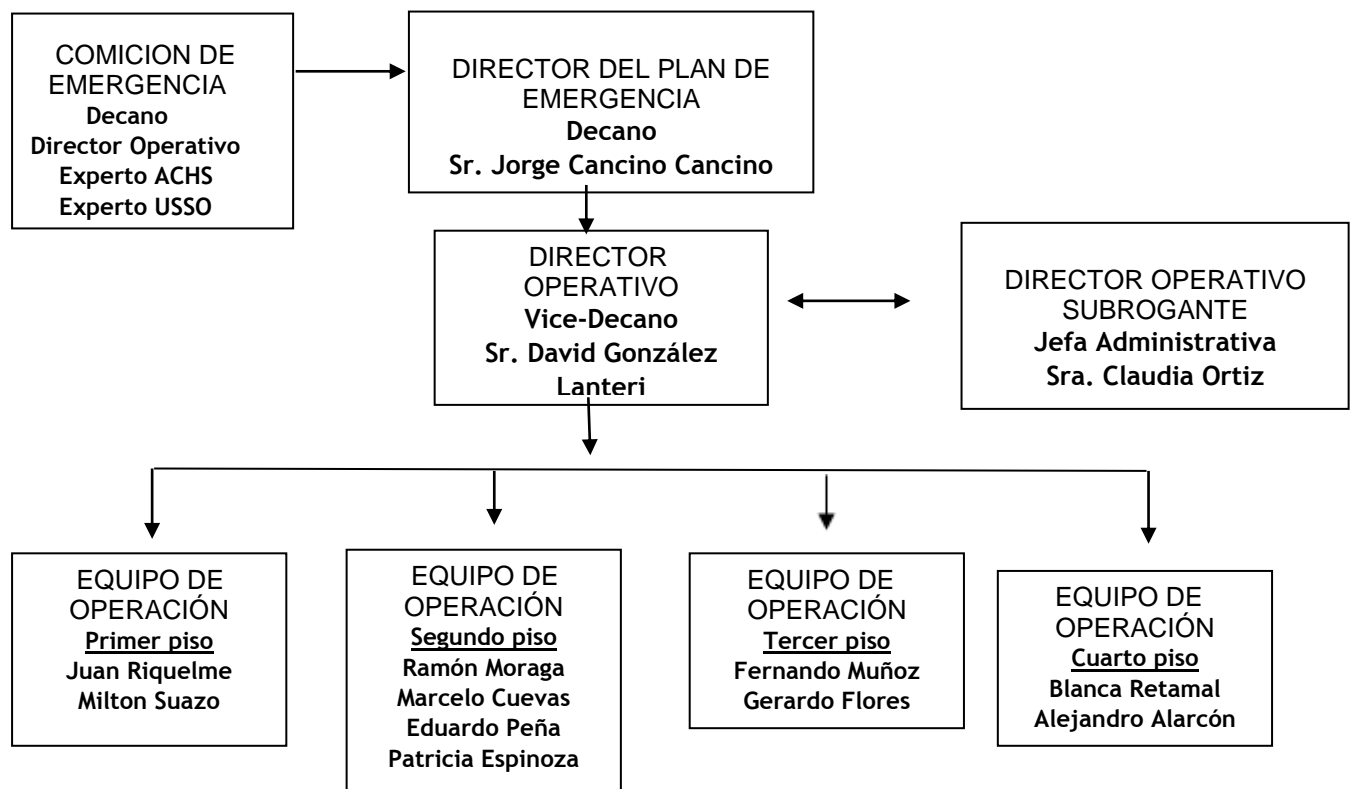 COMICION DE
EMERGENCIA
Decano
Director Operativo
Experto ACHS
Experto USSO
DIRECTOR DEL PLAN DE
EMERGENCIA
Decano
Sr. Jorge Cancino Cancino
DIRECTOR
OPERATIVO
Vice-Decano
Sr. David González
Lanteri
DIRECTOR OPERATIVO
SUBROGANTE
Jefa Administrativa
Sra. Claudia Ortiz
EQUIPO DE
OPERACIÓN
Primer piso
Juan Riquelme
Milton Suazo
EQUIPO DE
OPERACIÓN
Segundo piso
Ramón Moraga
Marcelo Cuevas
Eduardo Peña
Patricia Espinoza
EQUIPO DE
OPERACIÓN
Tercer piso
Fernando Muñoz
Gerardo Flores
EQUIPO DE
OPERACIÓN
Cuarto piso
Blanca Retamal
Alejandro Alarcón